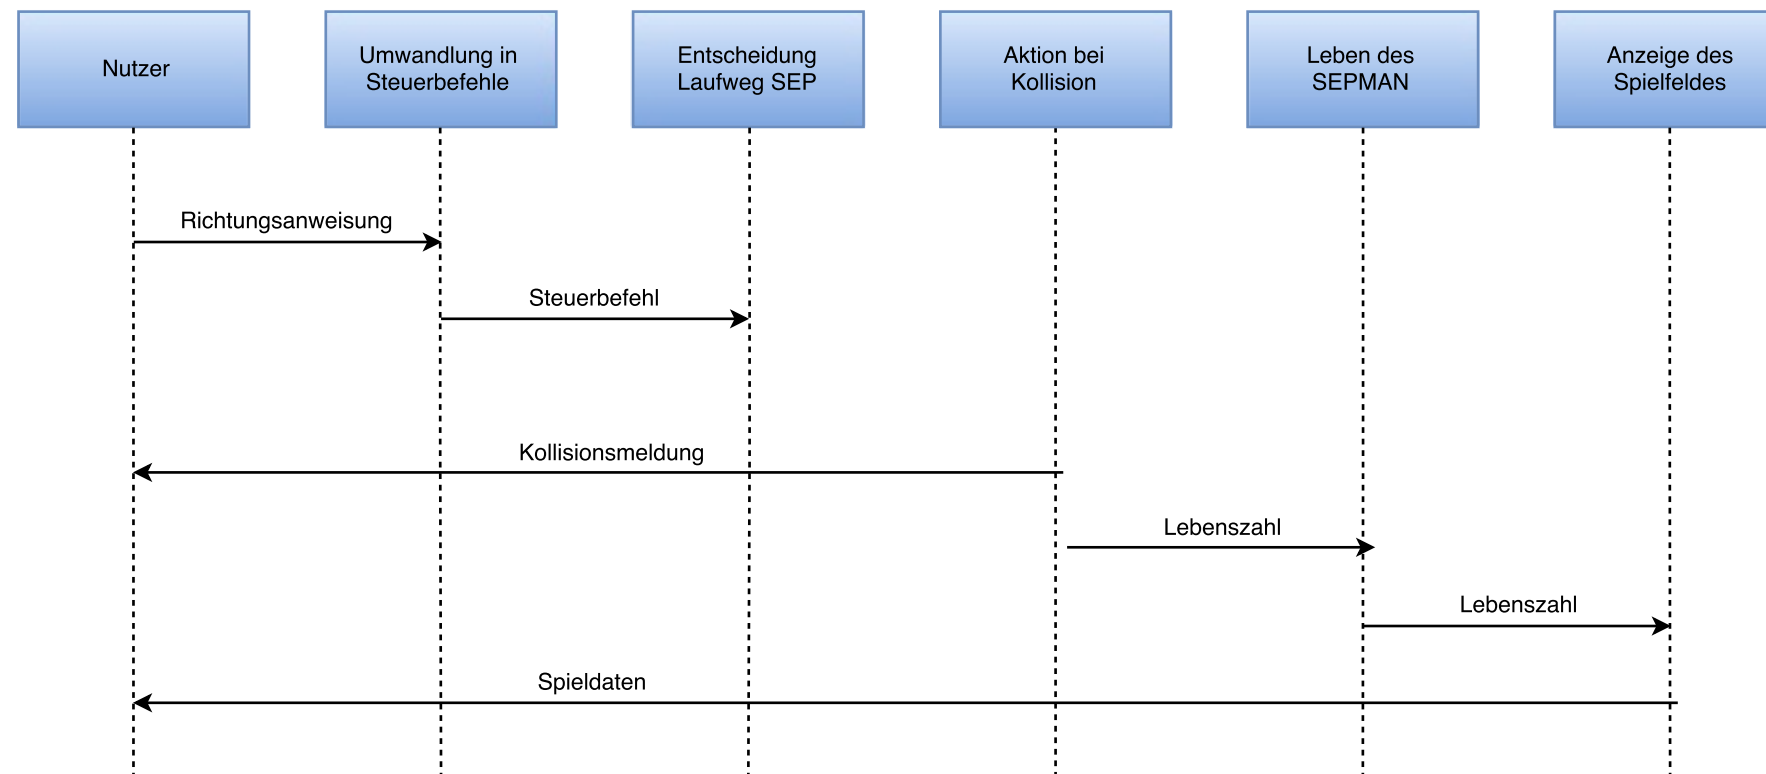 Nutzer
Umwandlung in
Steuerbefehle
Entscheidung
Laufweg SEP
Aktion bei
Kollision
Leben des
SEPMAN
Anzeige des
Spielfeldes
Richtungsanweisung
Steuerbefehl
Kollisionsmeldung
Lebenszahl
Lebenszahl
Spieldaten